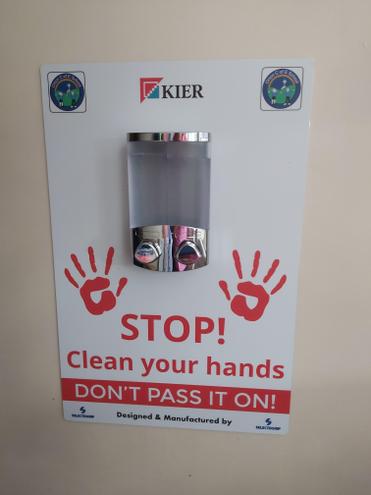 KIER
STOP!
Clean your hands
DON'T PASS IT ON!
Designed & Manufactured by